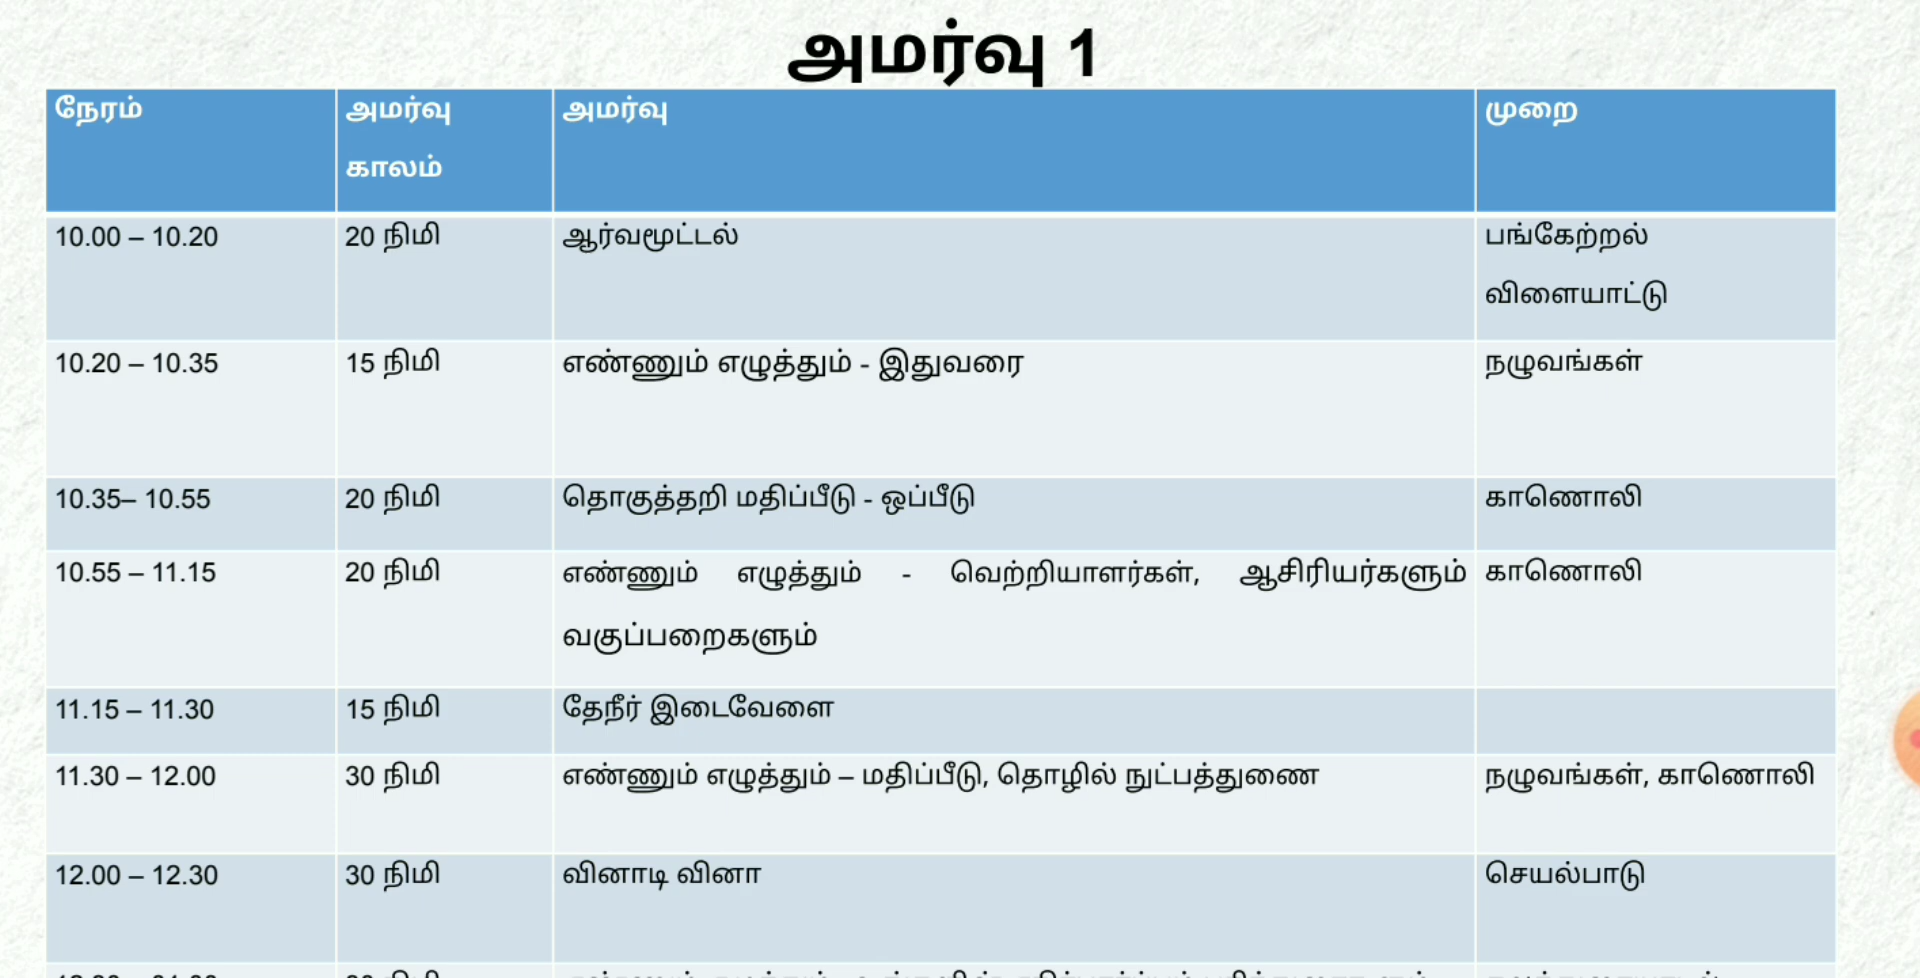 அமர்வு 1
நேரம் அமர்வு அமர்வு முறை
காலம்
10.00 – 10.20 20 நிமி ஆர்வமூட்டல் பங்கேற்றல்
விளையாட்டு
10.20 – 10.35 15 நிமி எண்ணும் எழுத்தும் - இதுவரை நழுவங்கள்
10.35– 10.55 20 நிமி தொகுத்தறி மதிப்பீடு - ஒப்பீடு காணொலி
10.55 – 11.15 20 நிமி எண்ணும் எழுத்தும் - வெற்றியாளர்கள், ஆசிரியர்களும் காணொலி
வகுப்பறைகளும்
11.15 – 11.30 15 நிமி தேநீர் இடைவேளை
11.30 – 12.00 30 நிமி எண்ணும் எழுத்தும் – மதிப்பீடு, தொழில் நுட்பத்துணை நழுவங்கள், காணொலி
12.00 – 12.30 30 நிமி வினாடி வினா செயல்பாடு